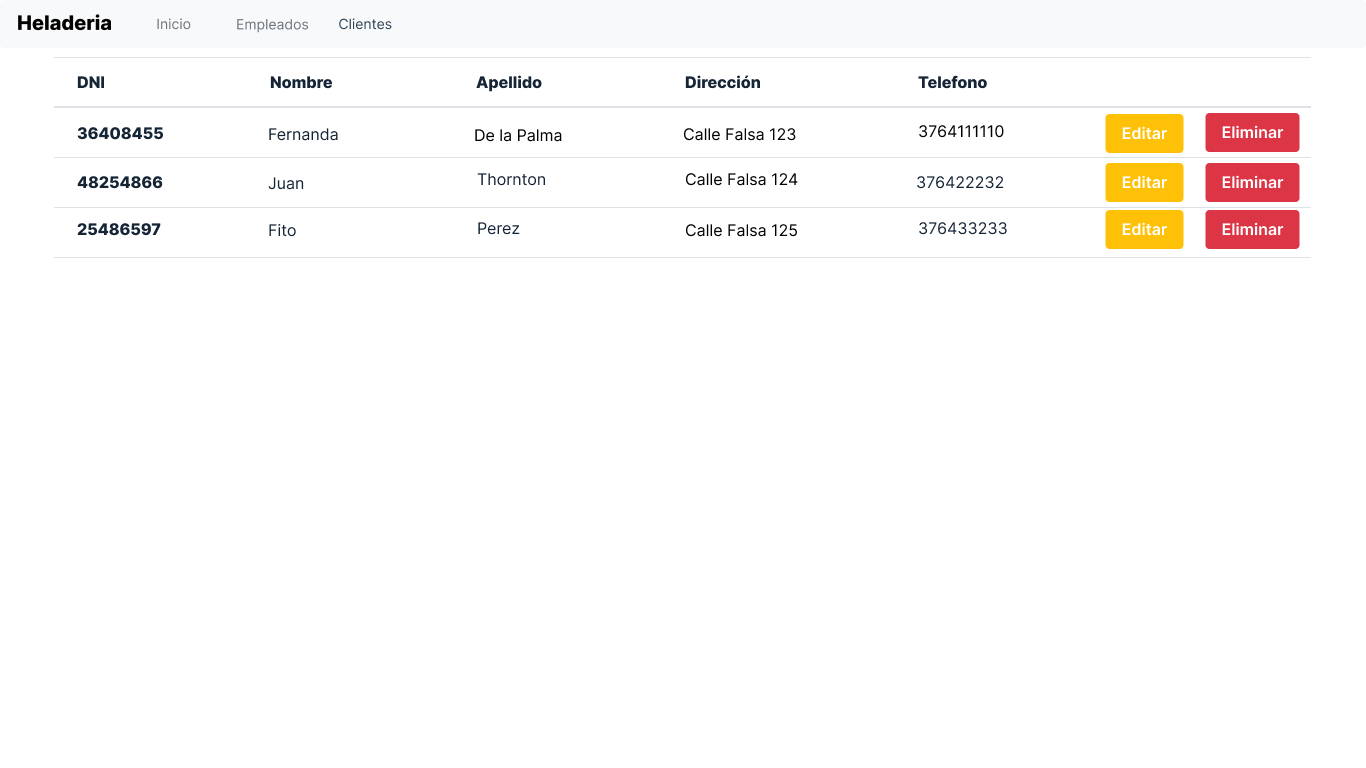 Heladeria Inicio Empleados Clientes
DNI Nombre Apellido Dirección Telefono
36408455 Fernanda De la Palma Calle Falsa 123 3764111110 Editar Eliminar
48254866 Juan Thornton Calle Falsa 124 376422232 Editar Eliminar
25486597 Fito Perez Calle Falsa 125 376433233 Editar Eliminar